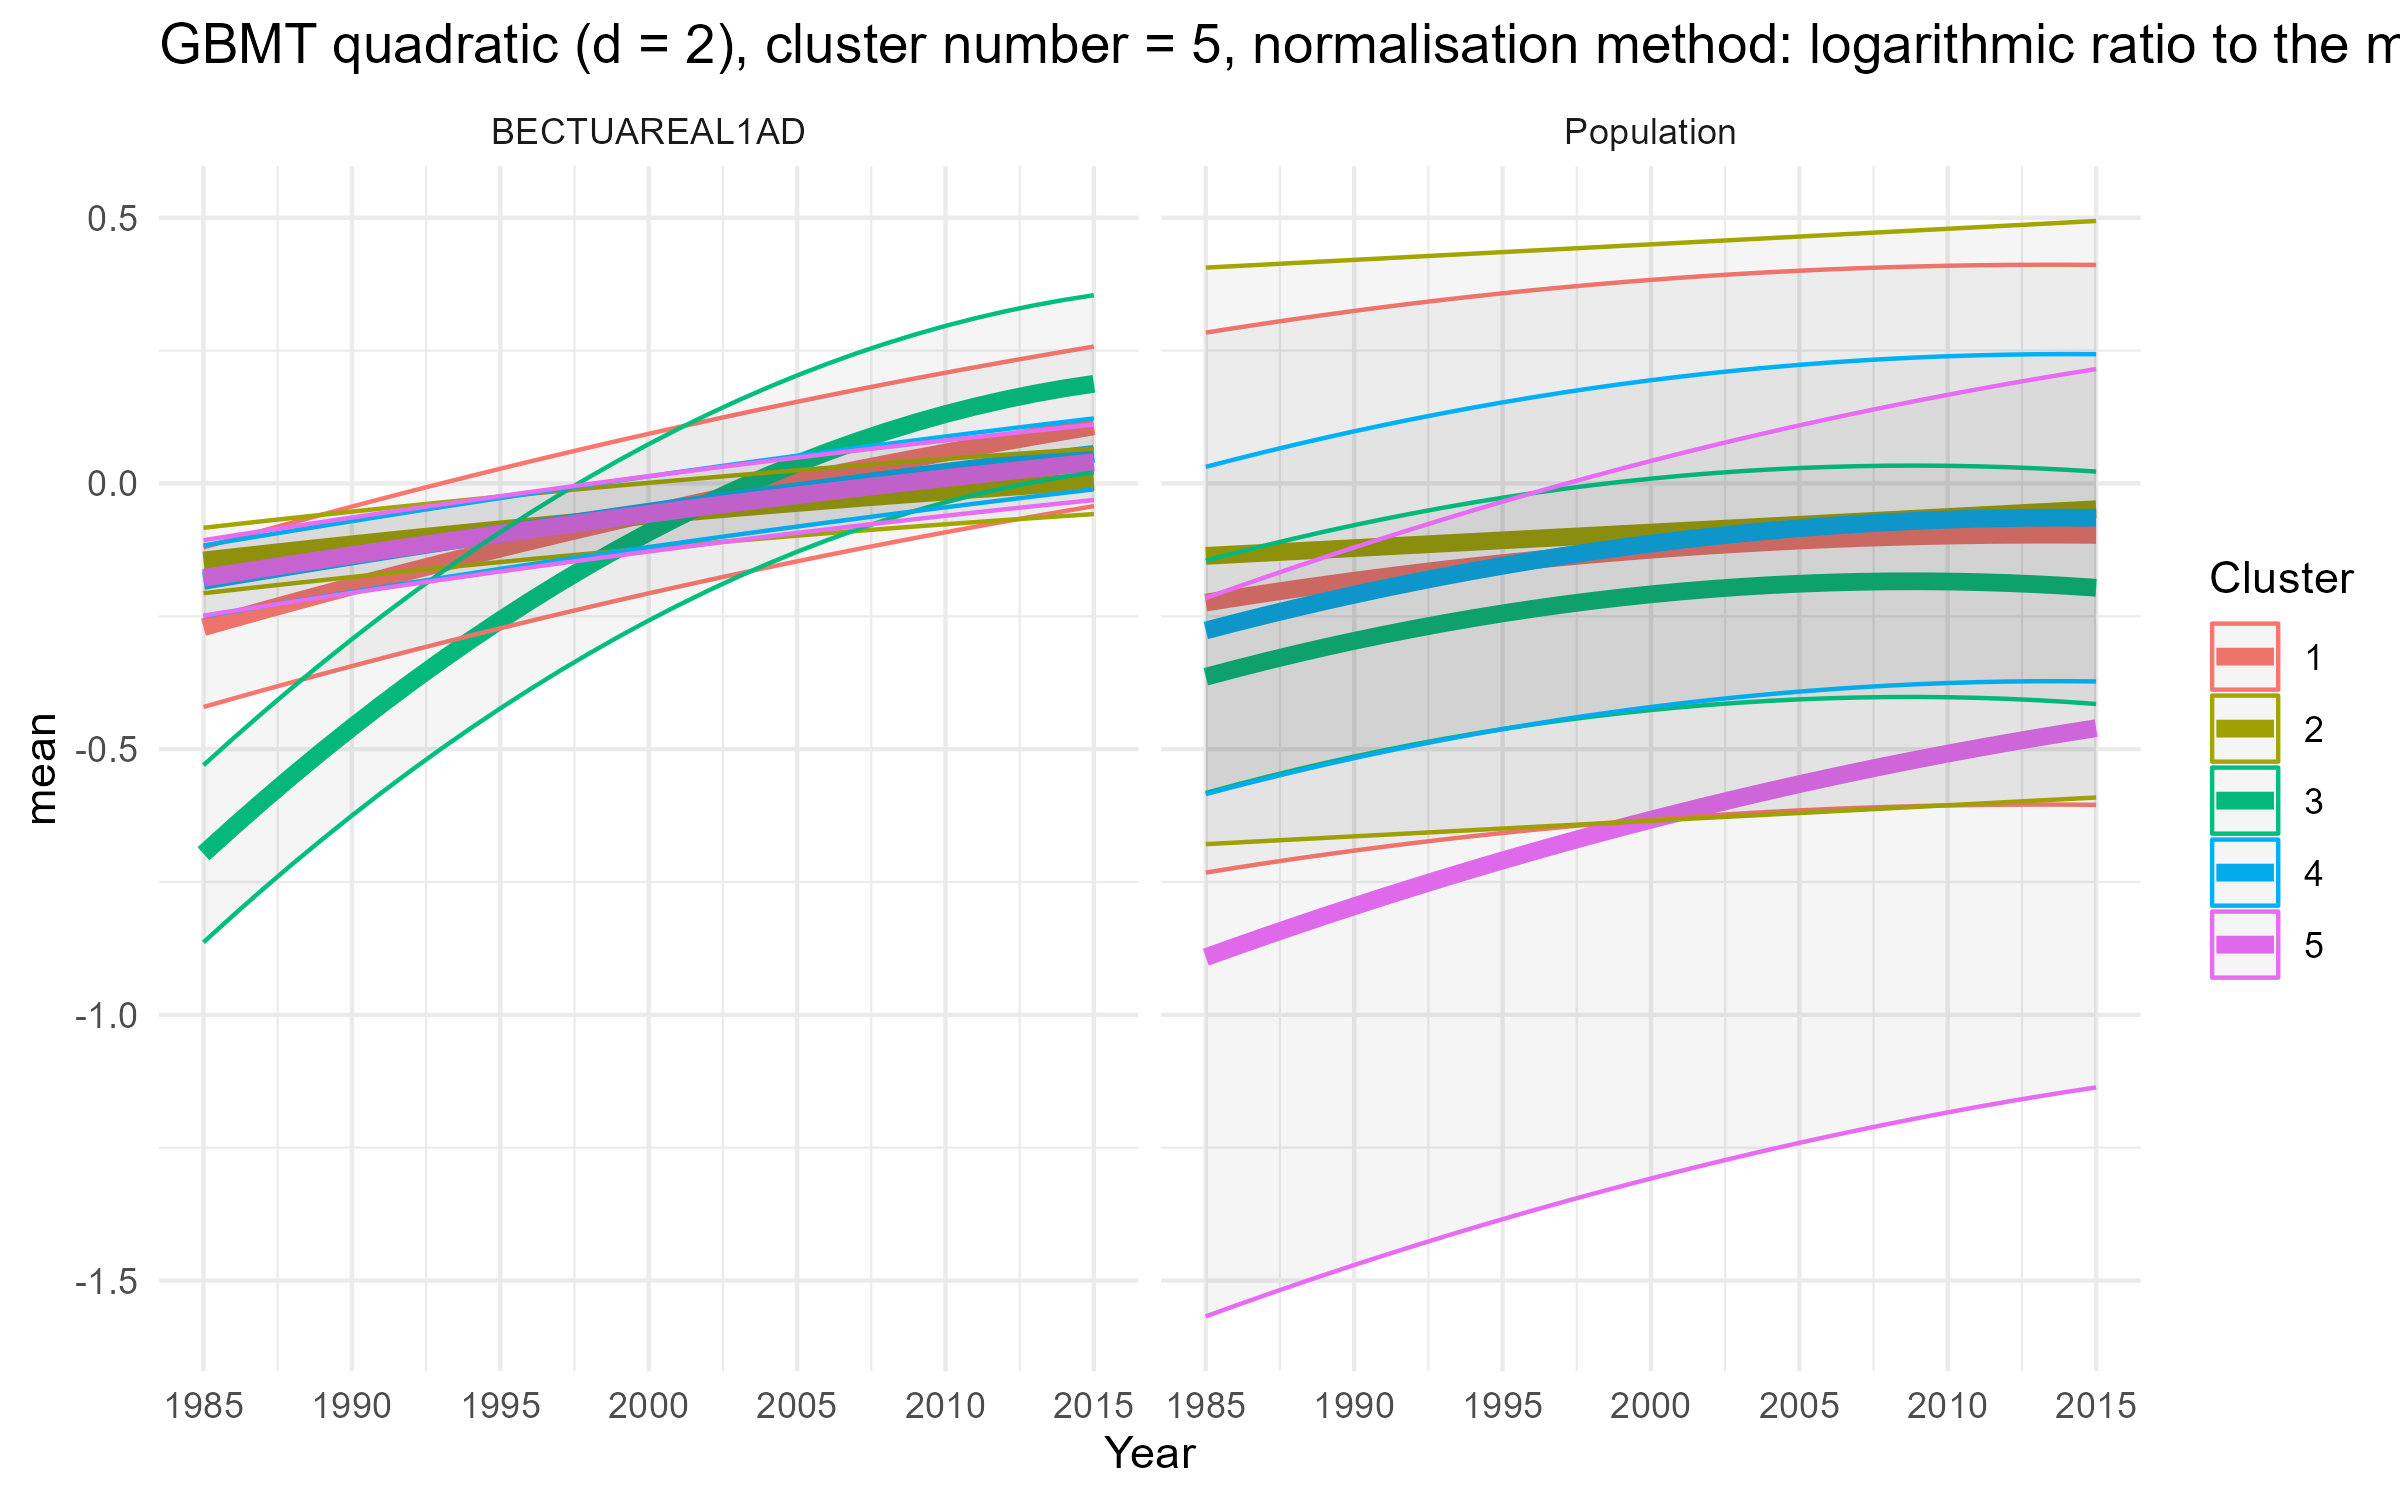 GBMT quadratic (d = 2), cluster number = 5, normalisation method: logarithmic ratio to the
BECTUAREAL1AD
Population
0.5
0.0
-0.5
-1.0
-1.5
mean
1985 1990 1995 2000 2005 2010 2015
1985 1990 1995 2000 2005 2010 2015
Year
Cluster
1
2
3
4
5